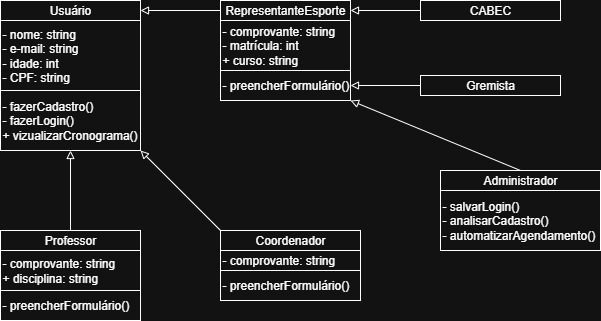 Usuário
- nome: string
- e-mail: string
- idade: int
- CPF: string
- fazerCadastro()
- fazerLogin()
+ vizualizarCronograma()
RepresentanteEsporte
- comprovante: string
- matrícula: int
+ curso: string
- preencherFormulário()
CABEC
Gremista
Administrador
- salvarLogin()
- analisarCadastro()
- automatizarAgendamento()
Professor
- comprovante: string
+ disciplina: string
- preencherFormulário()
Coordenador
- comprovante: string
- preencherFormulário()